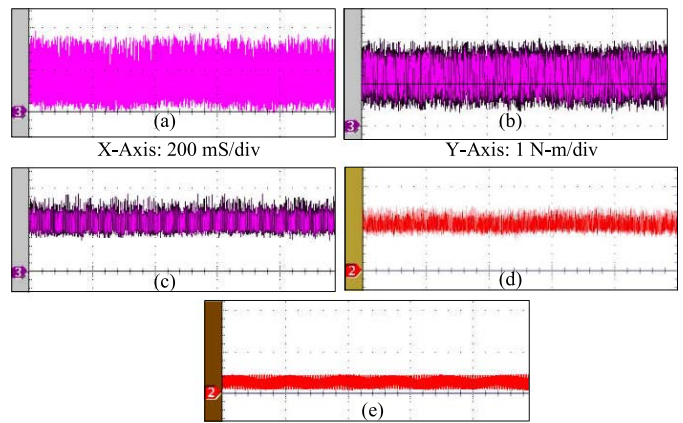 3
(a)
3
(b)
X-Axis: 200 mS/div
Y-Axis: 1 N-m/div
3
(c)
2
(d)
2
(e)